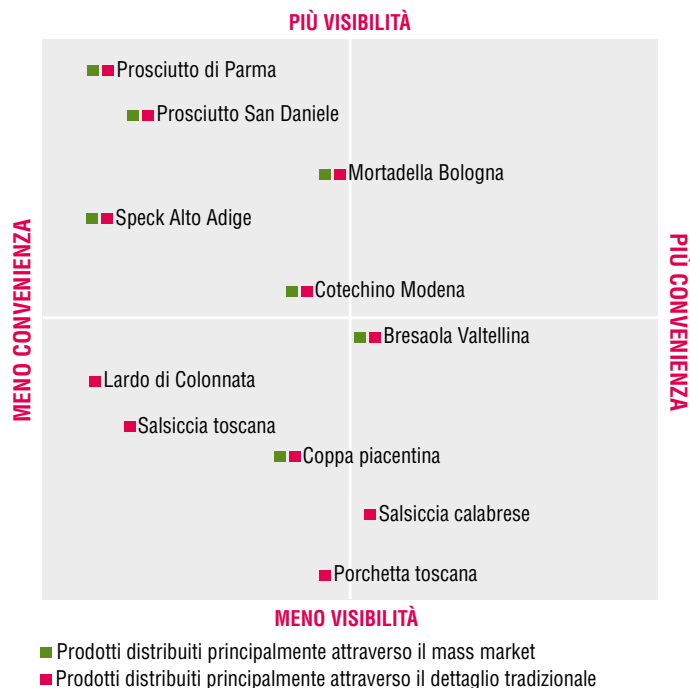 PIÙ VISIBILITÀ
Prosciutto di Parma
Prosciutto San Daniele
Mortadella Bologna
Speck Alto Adige
MENO CONVENIENZA
PIÙ CONVENIENZA
Cotechino Modena
Bresaola Valtellina
Lardo di Colonnata
Salsiccia toscana
Coppa piacentina
Salsiccia calabrese
Porchetta toscana
MENO VISIBILITÀ
Prodotti distribuiti principalmente attraverso il mass market
Prodotti distribuiti principalmente attraverso il dettaglio tradizionale